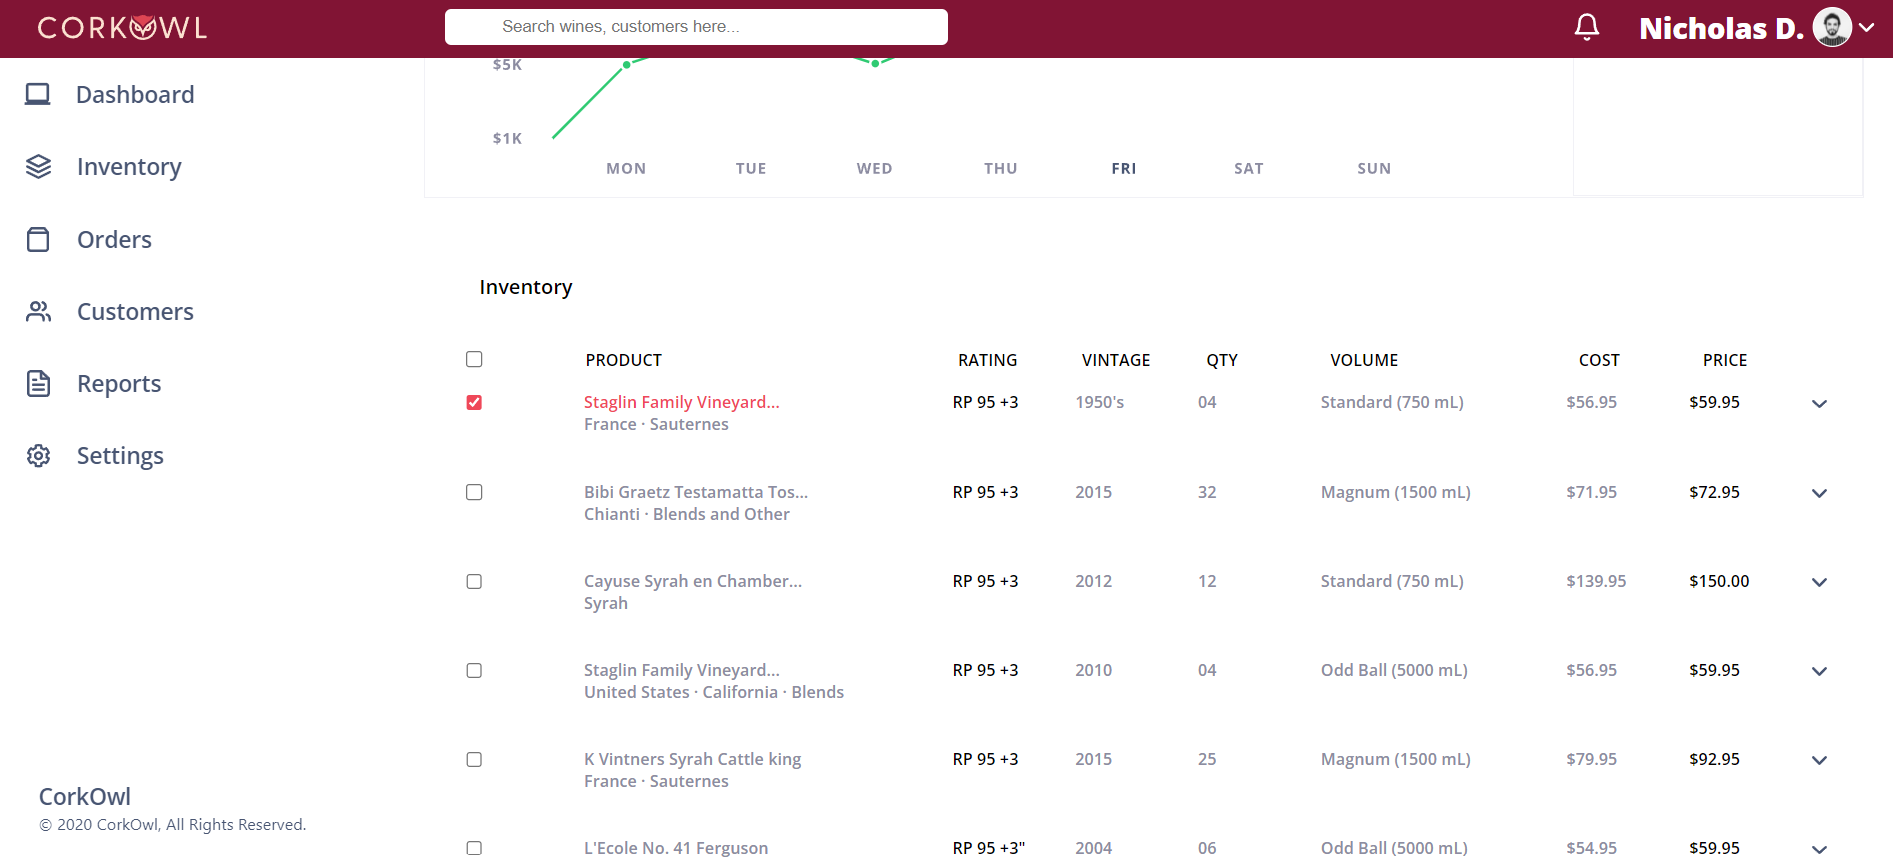 CORKOWL
Search wines, customers here...
Nicholas D.
Dashboard
Inventory
Orders
Customers
Reports
Settings
CorkOwl
© 2020 CorkOwl, All Rights Reserved.
$5K
$1K
MON TUE WED THU FRI SAT SUN
Inventory
PRODUCT RATING VINTAGE QTY VOLUME COST PRICE
Staglin Family Vineyard... RP 95 +3 1950's 04 Standard (750 mL) $56.95 $59.95
France · Sauternes
Bibi Graetz Testamatta Tos... RP 95 +3 2015 32 Magnum (1500 mL) $71.95 $72.95
Chianti · Blends and Other
Cayuse Syrah en Chamber... RP 95 +3 2012 12 Standard (750 mL) $139.95 $150.00
Syrah
Staglin Family Vineyard... RP 95 +3 2010 04 Odd Ball (5000 mL) $56.95 $59.95
United States · California · Blends
K Vintners Syrah Cattle king RP 95 +3 2015 25 Magnum (1500 mL) $79.95 $92.95
France · Sauternes
L'Ecole No. 41 Ferguson RP 95 +3" 2004 06 Odd Ball (5000 mL) $54.95 $59.95